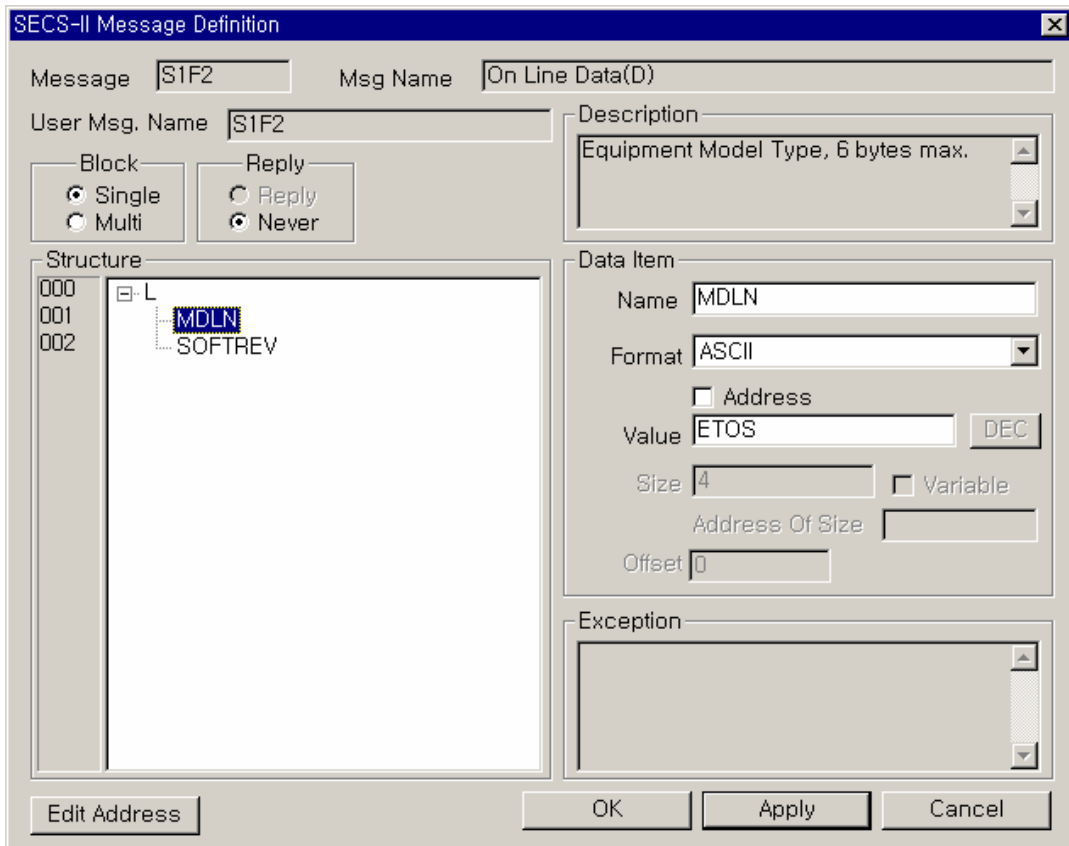 SECS-II Message Definition
Message S1F2 Msg Name On Line Data(D)
User Msg. Name S1F2
Description
Equipment Model Type, 6 bytes max.
Block
Single
Multi
Reply
Reply
Never
Structure
000 L
001 MDLN
002 SOFTREV
Data Item
Name MDLN
Format ASCII
Address
Value ETOS DEC
Size 4 Variable
Address Of Size
Offset 0
Exception
Edit Address OK Apply Cancel